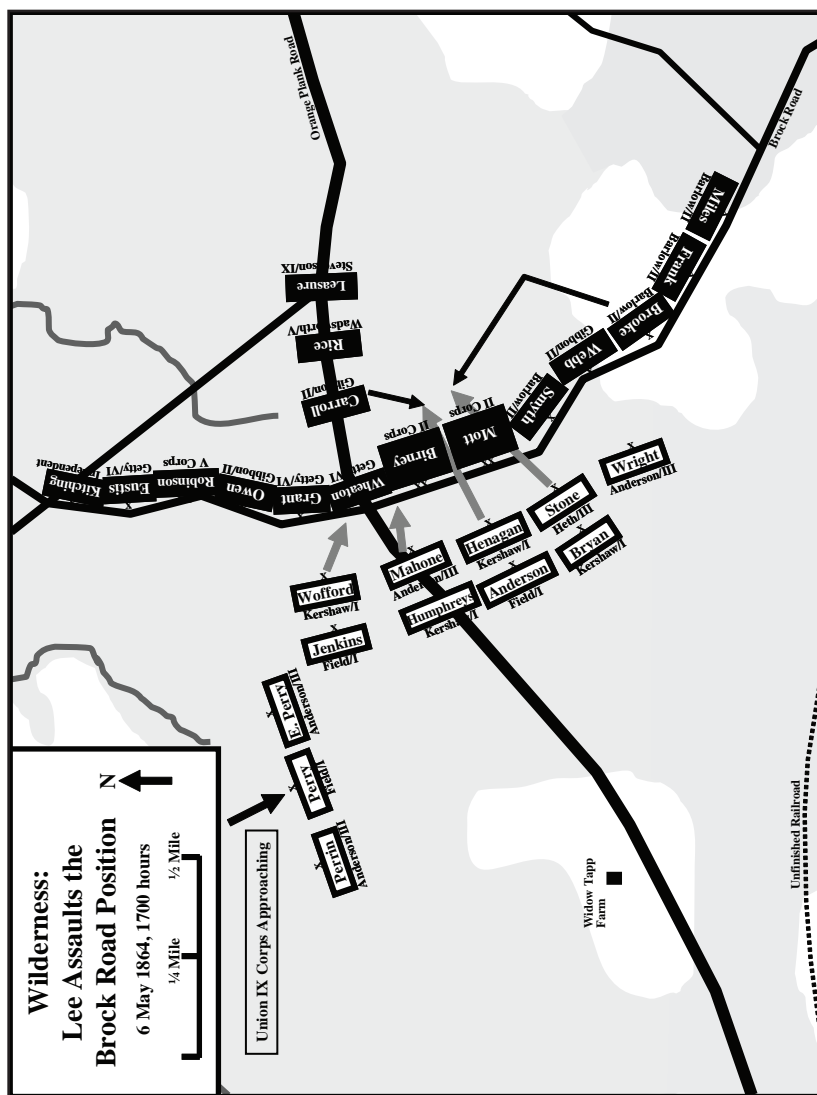 Wilderness:
Lee Assaults the
Brock Road Position
6 May 1864, 1700 hours
N
¼ Mile
½ Mile
Union IX Corps Approaching
Orange Plank Road
Brock Road
Unfinished Railroad
Widow Tapp
Farm
Kitching
Independent
Eustis
Getty/VI
Robinson
V Corps
Owen
Gibbon/II
Grant
Getty/VI
Wheaton
Getty/VI
Birney
II Corps
Mott
II Corps
Smyth
Barlow/II
Webb
Gibbon/II
Brooke
Barlow/II
Frank
Barlow/II
Miles
Barlow/II
Leasure
Stevenson/IX
Rice
Wadsworth/V
Carroll
Gibbon/II
X
Wofford
Kershaw/I
X
Jenkins
Field/I
X
E. Perry
Anderson/III
X
Perry
Field/I
X
Perrin
Anderson/III
X
Mahone
Anderson/III
Humphreys
Kershaw/I
X
Henagan
Kershaw/I
X
Anderson
Field/I
X
Stone
Heth/III
X
Bryan
Kershaw/I
X
Wright
Anderson/III